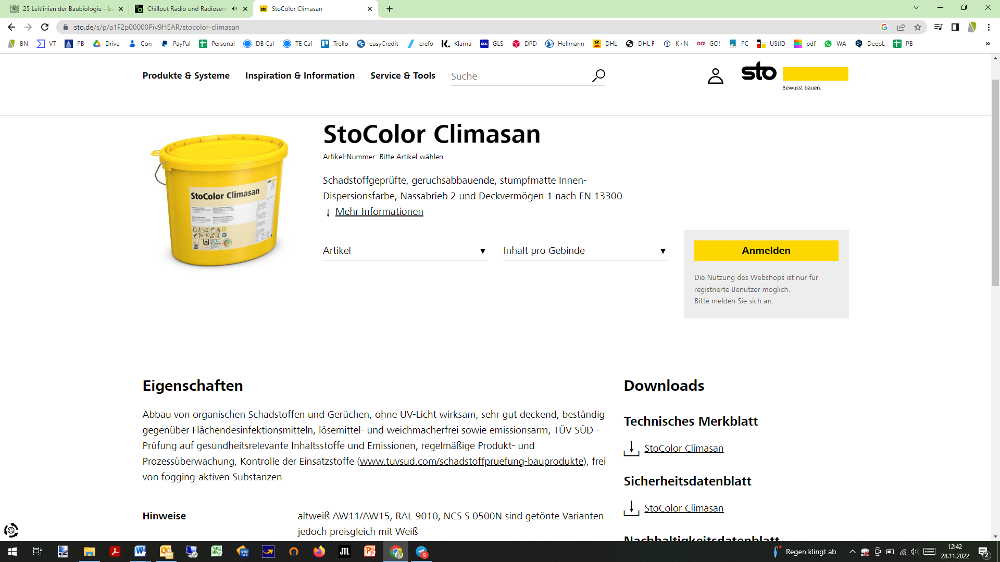 25 Leitlinien der Baubiologie – ba
Chillout Radio und Radiosen
StoColor Climasan
sto.de/s/p/a1F2p00000Piv9HEAR/stocolor-climasan
BN VT PB Drive Con PayPal Personal DB Cal TE Cal Trello easyCredit crefo Klarna GLS DPD Hellmann DHL DHL F K+N GO! PC UStID pdf WA DeepL PB »
Produkte & Systeme Inspiration & Information Service & Tools Suche
sto
Bewusst bauen.
StoColor Climasan
Artikel-Nummer: Bitte Artikel wählen
Schadstoffgeprüfte, geruchsabbauende, stumpfmatte Innen-
Dispersionsfarbe, Nassabrieb 2 und Deckvermögen 1 nach EN 13300
Mehr Informationen
sto
StoColor Climasan
Artikel Inhalt pro Gebinde
Anmelden
Die Nutzung des Webshops ist nur für
registrierte Benutzer möglich.
Bitte melden Sie sich an.
Eigenschaften
Abbau von organischen Schadstoffen und Gerüchen, ohne UV-Licht wirksam, sehr gut deckend, beständig
gegenüber Flächendesinfektionsmitteln, lösemittel- und weichmacherfrei sowie emissionsarm, TÜV SÜD -
Prüfung auf gesundheitsrelevante Inhaltsstoffe und Emissionen, regelmäßige Produkt- und
Prozessüberwachung, Kontrolle der Einsatzstoffe (www.tuvsud.com/schadstoffpruefung-bauprodukte), frei
von fogging-aktiven Substanzen
Hinweise altweiß AW11/AW15, RAL 9010, NCS S 0500N sind getönte Varianten
jedoch preisgleich mit Weiß
Downloads
Technisches Merkblatt
StoColor Climasan
Sicherheitsdatenblatt
StoColor Climasan
Nachhaltigkeitsdatenblatt
STO TAX
JTL
9
Regen klingt ab
12:42
28.11.2022
2